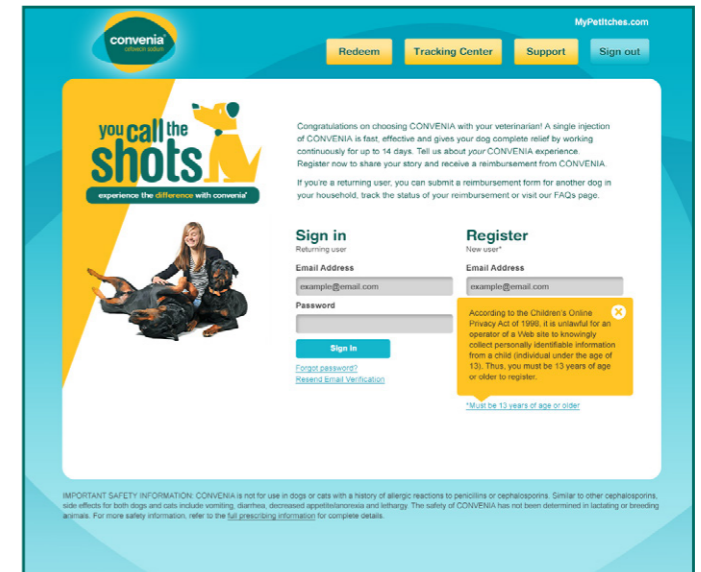 MyPetItches.com
convenia®
cefovecin sodium
Redeem
Tracking Center
Support
Sign out
you call the
shots
experience the difference with convenia®
Congratulations on choosing CONVENIA with your veterinarian! A single injection
of CONVENIA is fast, effective and gives your dog complete relief by working
continuously for up to 14 days. Tell us about your CONVENIA experience.
Register now to share your story and receive a reimbursement from CONVENIA.
If you're a returning user, you can submit a reimbursement form for another dog in
your household, track the status of your reimbursement or visit our FAQs page.
Sign in
Returning user
Email Address
example@email.com
Password
Sign In
Forgot password?
Resend Email Verification
Register
New user*
Email Address
example@email.com
According to the Children's Online
Privacy Act of 1998, it is unlawful for an
operator of a Web site to knowingly
collect personally identifiable information
from a child (individual under the age of
13). Thus, you must be 13 years of age
or older to register.
*Must be 13 years of age or older
IMPORTANT SAFETY INFORMATION: CONVENIA is not for use in dogs or cats with a history of allergic reactions to penicillins or cephalosporins. Similar to other cephalosporins,
side effects for both dogs and cats include vomiting, diarrhea, decreased appetite/anorexia and lethargy. The safety of CONVENIA has not been determined in lactating or breeding
animals. For more safety information, refer to the full prescribing information for complete details.